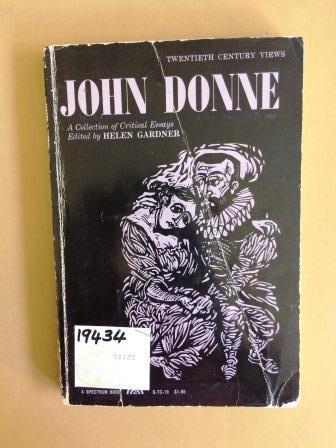 TWENTIETH CENTURY VIEWS
JOHN DONNE
A Collection of Critical Essays
Edited by HELEN GARDNER
19434
51122
A SPECTRUM BOOK S-TC-19 $1.95